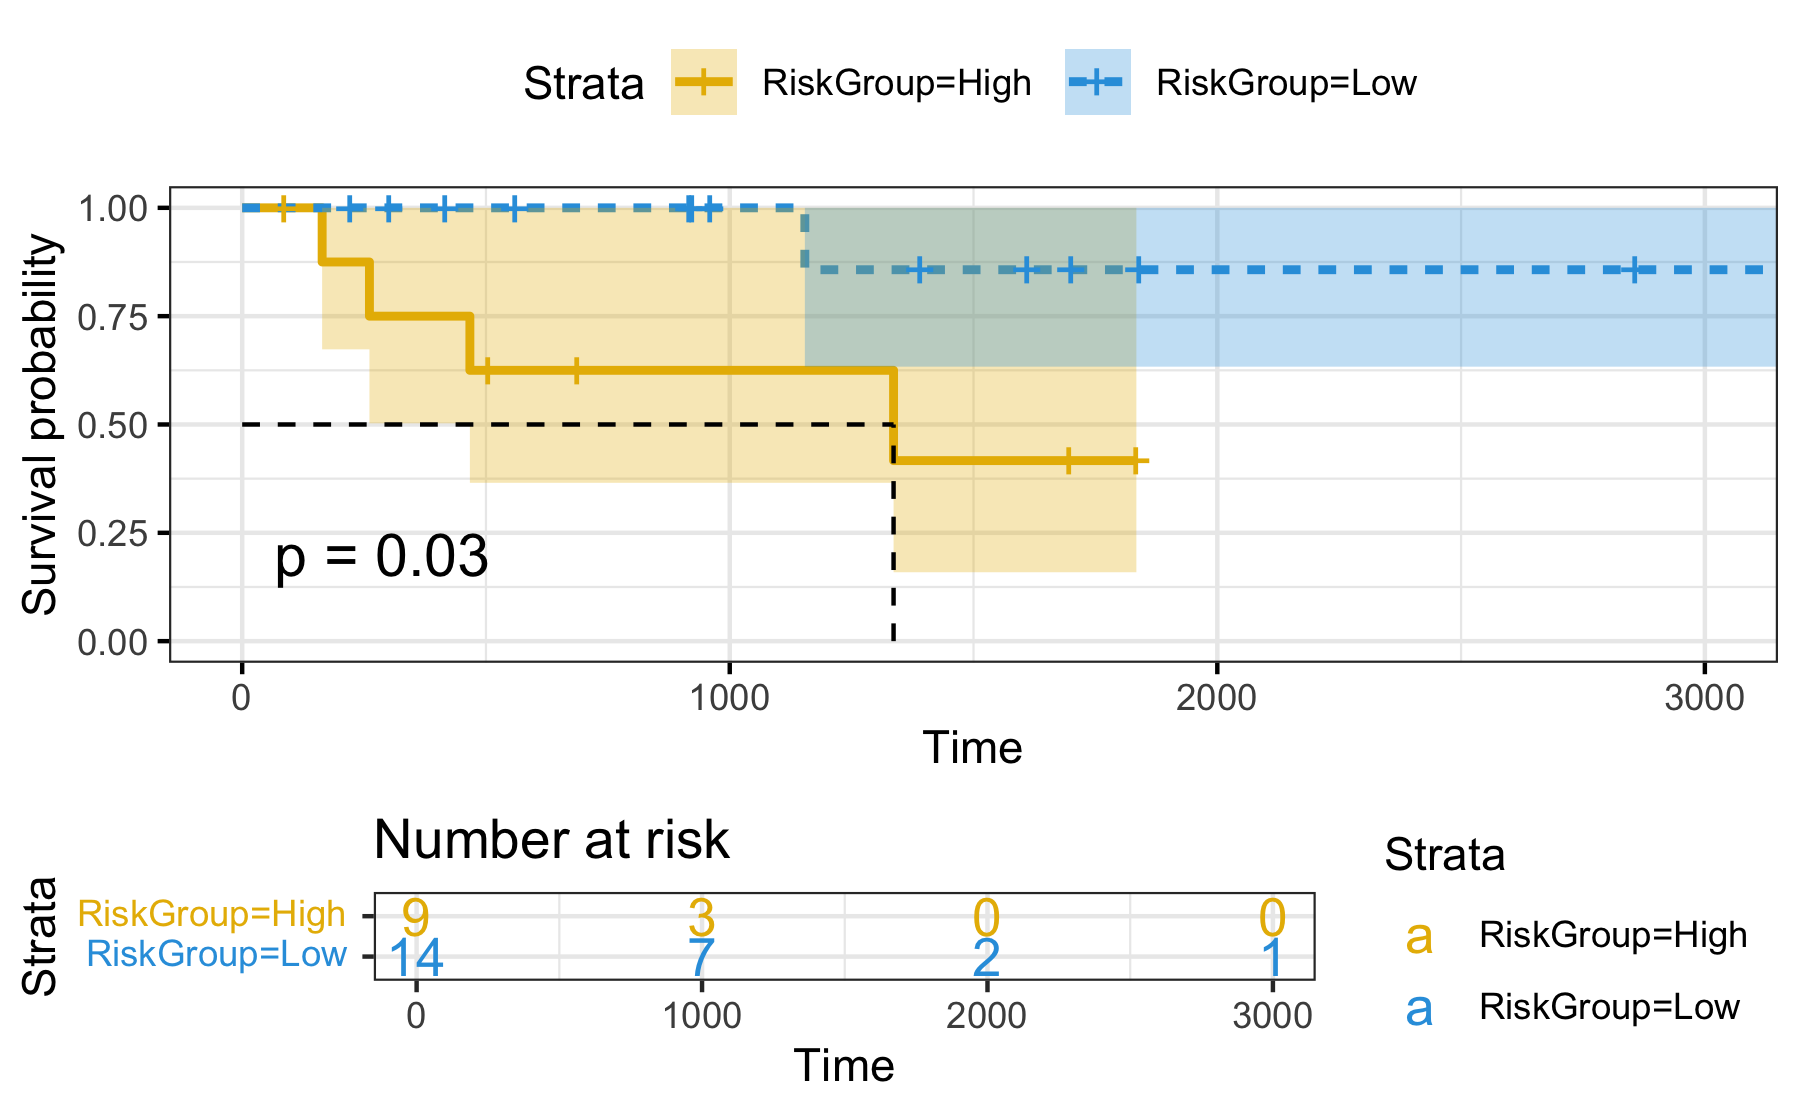 Strata RiskGroup=High RiskGroup=Low
Survival probability
1.00
0.75
0.50
0.25
0.00
p = 0.03
0 1000 2000 3000
Time
Number at risk
Strata
RiskGroup=High 9 3 0 0
RiskGroup=Low 14 7 2 1
0 1000 2000 3000
Time
Strata
a RiskGroup=High
a RiskGroup=Low